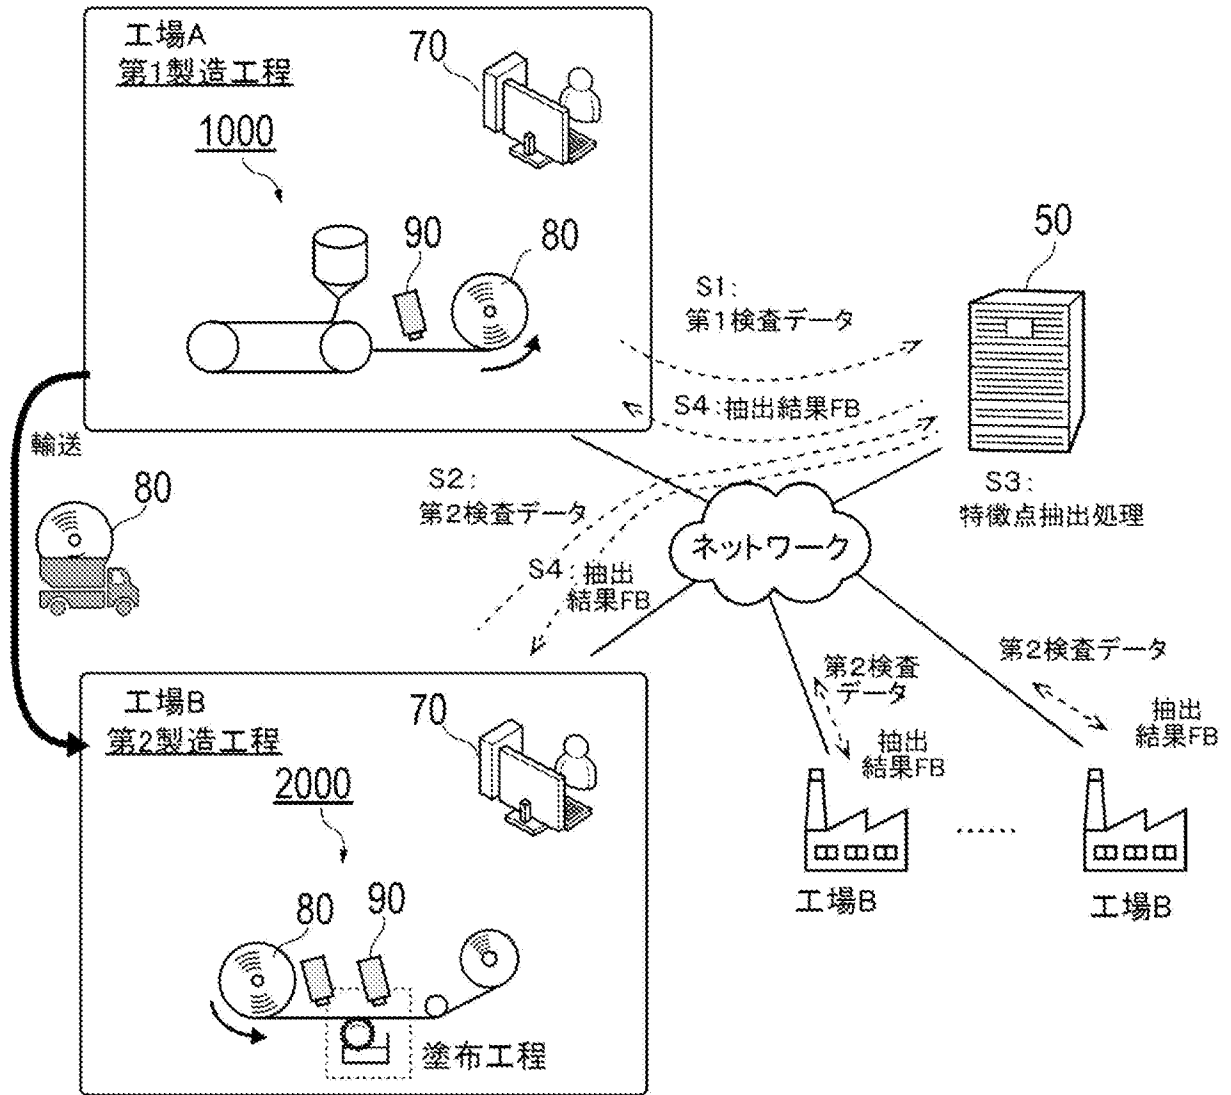 工場A
第1製造工程
1000
70
90
80
50
S1:
第1検査データ
S4:抽出結果FB
輸送
80
S2:
第2検査データ
S3:
特徴点抽出処理
ネットワーク
S4:抽出
結果FB
第2検査
データ
抽出
結果FB
第2検査データ
抽出
結果FB
工場B
第2製造工程
70
2000
80
90
塗布工程
工場B
......
工場B